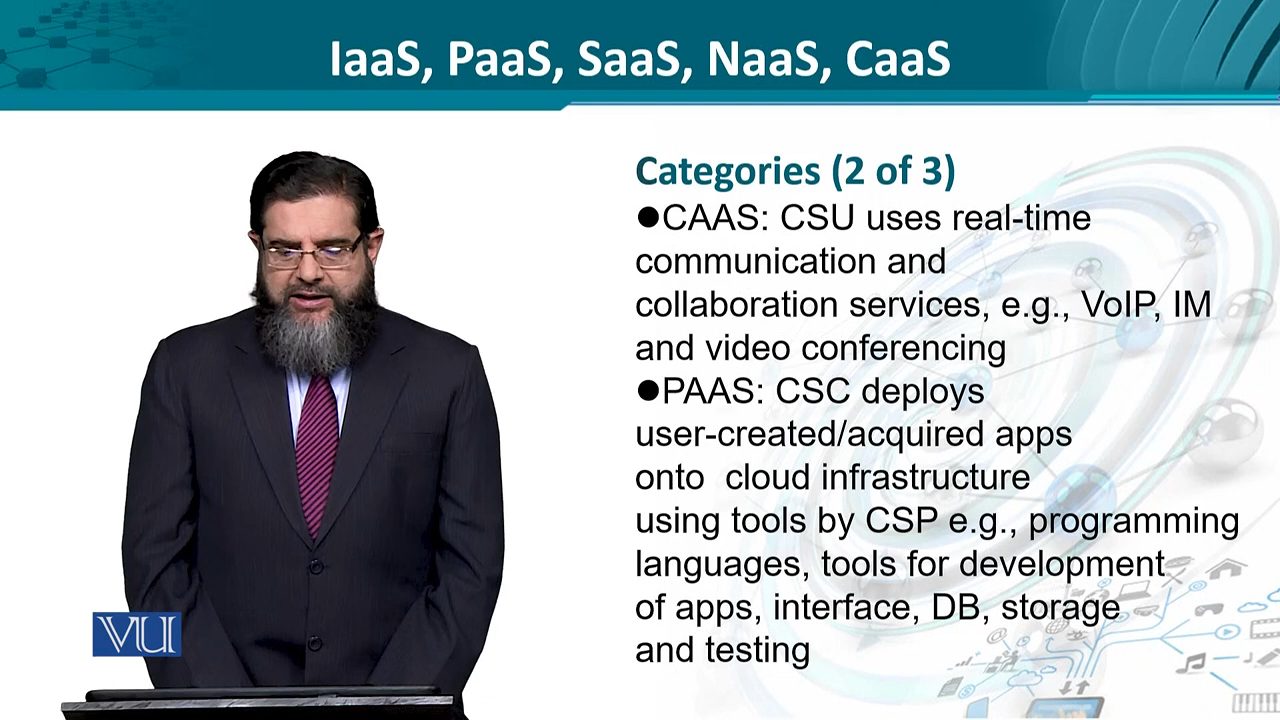 IaaS, PaaS, SaaS, NaaS, CaaS
Categories (2 of 3)
●CAAS: CSU uses real-time
communication and
collaboration services, e.g., VoIP, IM
and video conferencing
●PAAS: CSC deploys
user-created/acquired apps
onto  cloud infrastructure
using tools by CSP e.g., programming
languages, tools for development
of apps, interface, DB, storage
and testing
VU